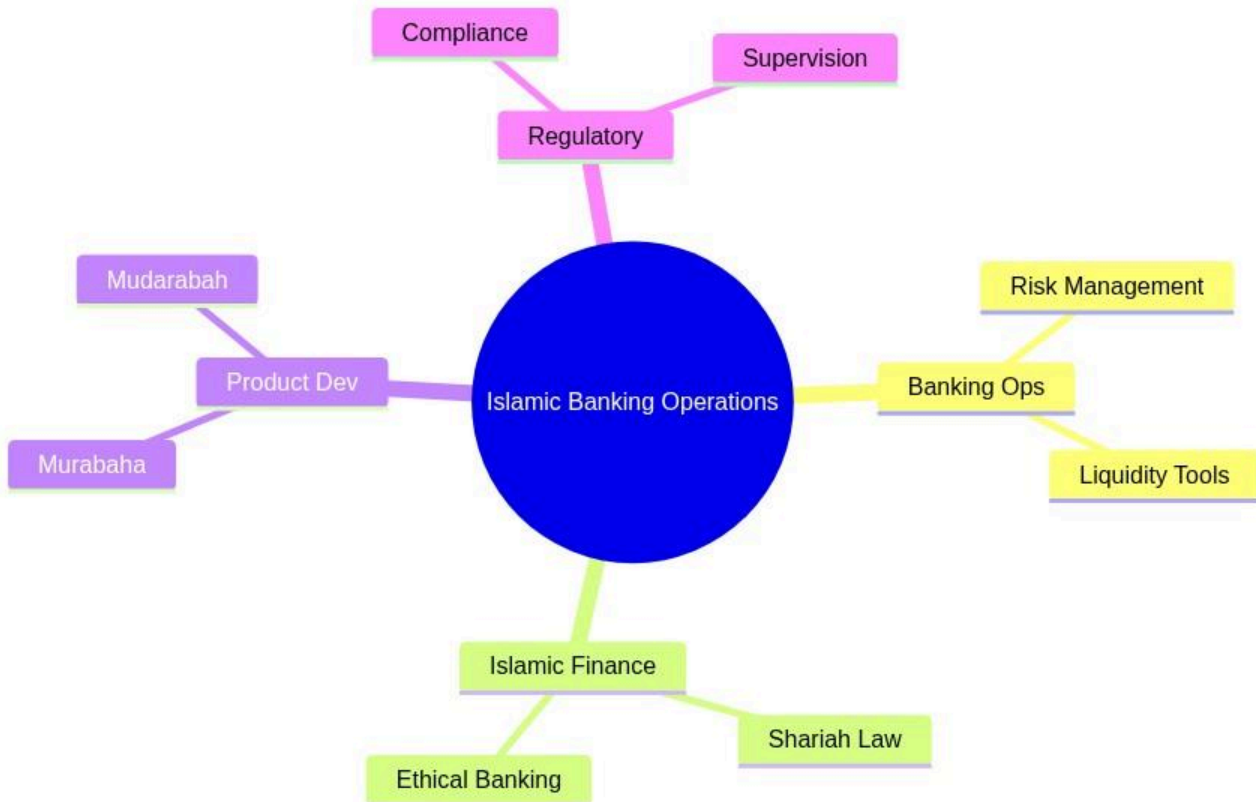 Compliance
Supervision
Regulatory
Mudarabah
Risk Management
Product Dev
Banking Ops
Islamic Banking Operations
Murabaha
Liquidity Tools
Islamic Finance
Shariah Law
Ethical Banking